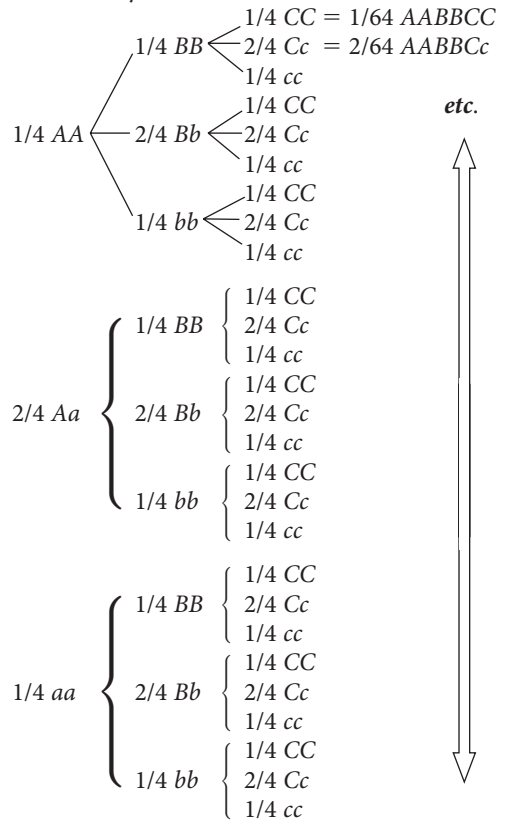 1/4 CC = 1/64 AABBCC
1/4 BB 2/4 Cc = 2/64 AABBCc
1/4 cc
1/4 CC
etc.
1/4 AA 2/4 Bb 2/4 Cc
1/4 cc
1/4 CC
1/4 bb 2/4 Cc
1/4 cc
1/4 CC
1/4 BB 2/4 Cc
1/4 cc
1/4 CC
2/4 Aa 2/4 Bb 2/4 Cc
1/4 cc
1/4 CC
1/4 bb 2/4 Cc
1/4 cc
1/4 CC
1/4 BB 2/4 Cc
1/4 cc
1/4 CC
1/4 aa 2/4 Bb 2/4 Cc
1/4 cc
1/4 CC
1/4 bb 2/4 Cc
1/4 cc